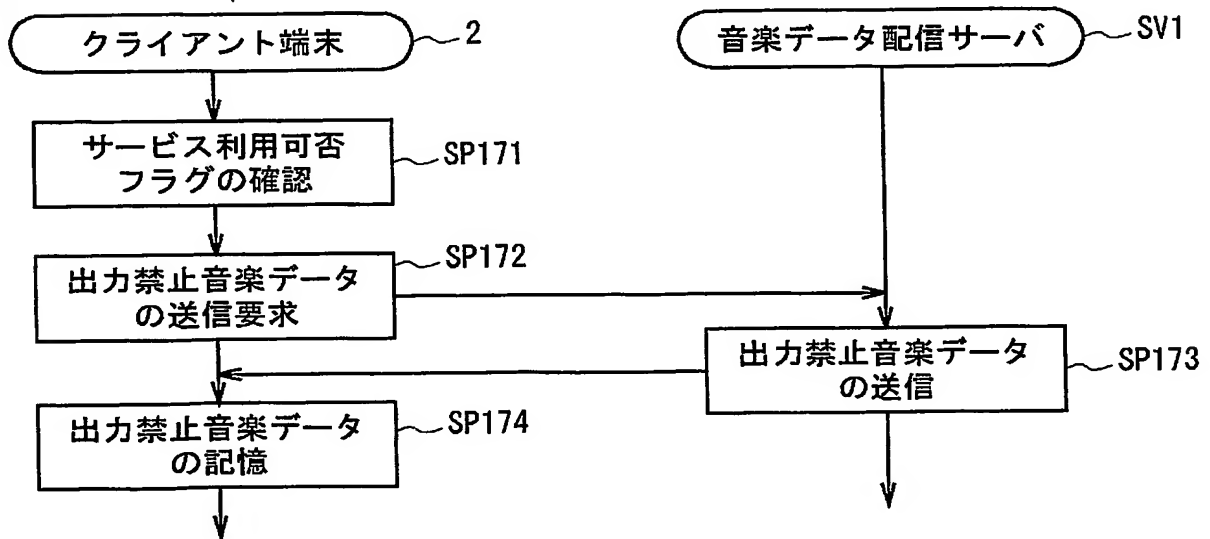 クライアント端末
2
音楽データ配信サーバ
SV1
サービス利用可否
フラグの確認
SP171
出力禁止音楽データ
の送信要求
SP172
出力禁止音楽データ
の送信
SP173
出力禁止音楽データ
の記憶
SP174